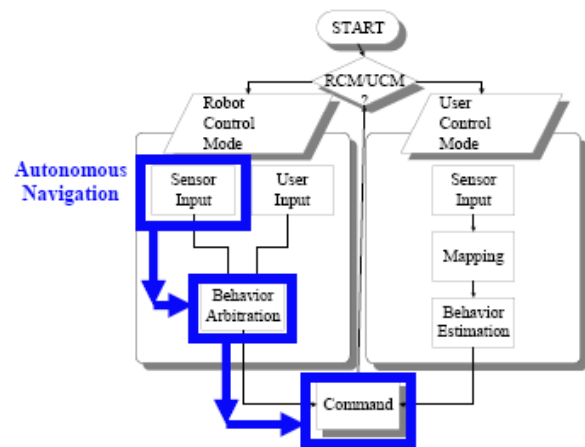 START
RCM/UCM
?
Robot
Control
Mode
User
Control
Mode
Autonomous
Navigation
Sensor
Input
User
Input
Behavior
Arbitration
Sensor
Input
Mapping
Behavior
Estimation
Command